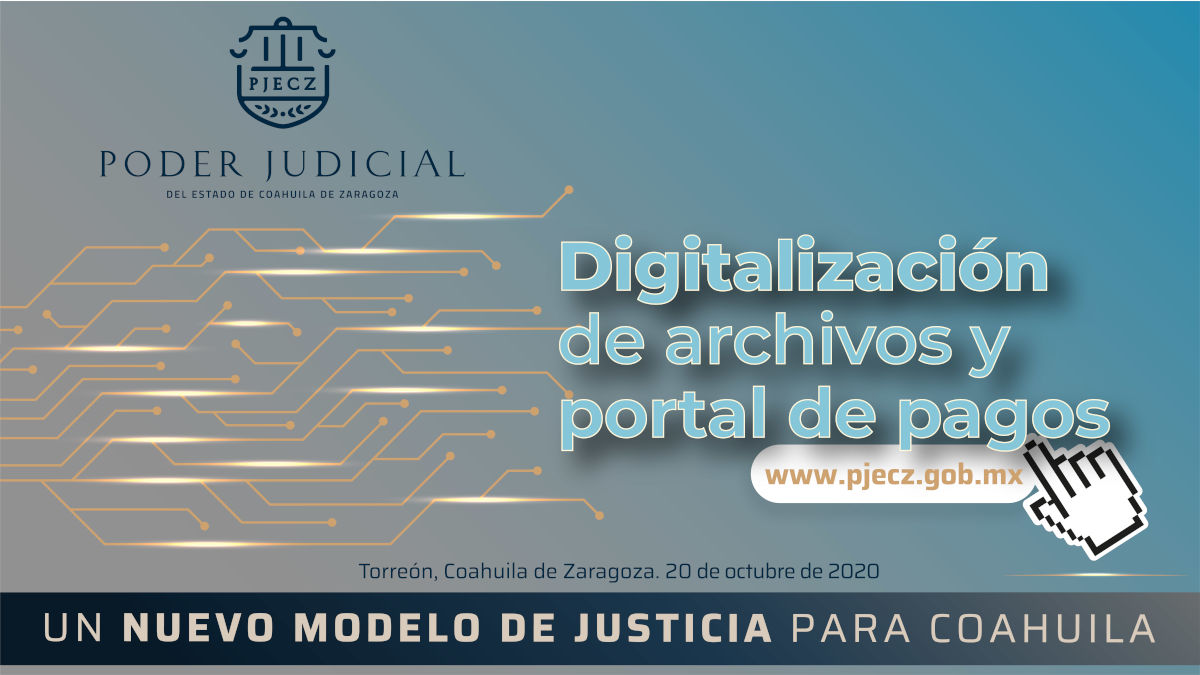 PJECZ
PODER JUDICIAL
DEL ESTADO DE COAHUILA DE ZARAGOZA
Digitalización
de archivos y
portal de pagos
www.pjecz.gob.mx
Torreón, Coahuila de Zaragoza. 20 de octubre de 2020
UN NUEVO MODELO DE JUSTICIA PARA COAHUILA